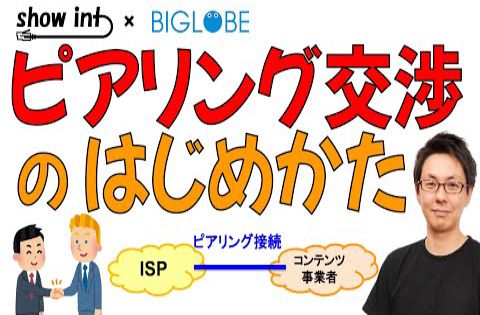 show int × BIGLOBE
ピアリング交渉
のはじめかた
ピアリング接続
ISP
コンテンツ
事業者